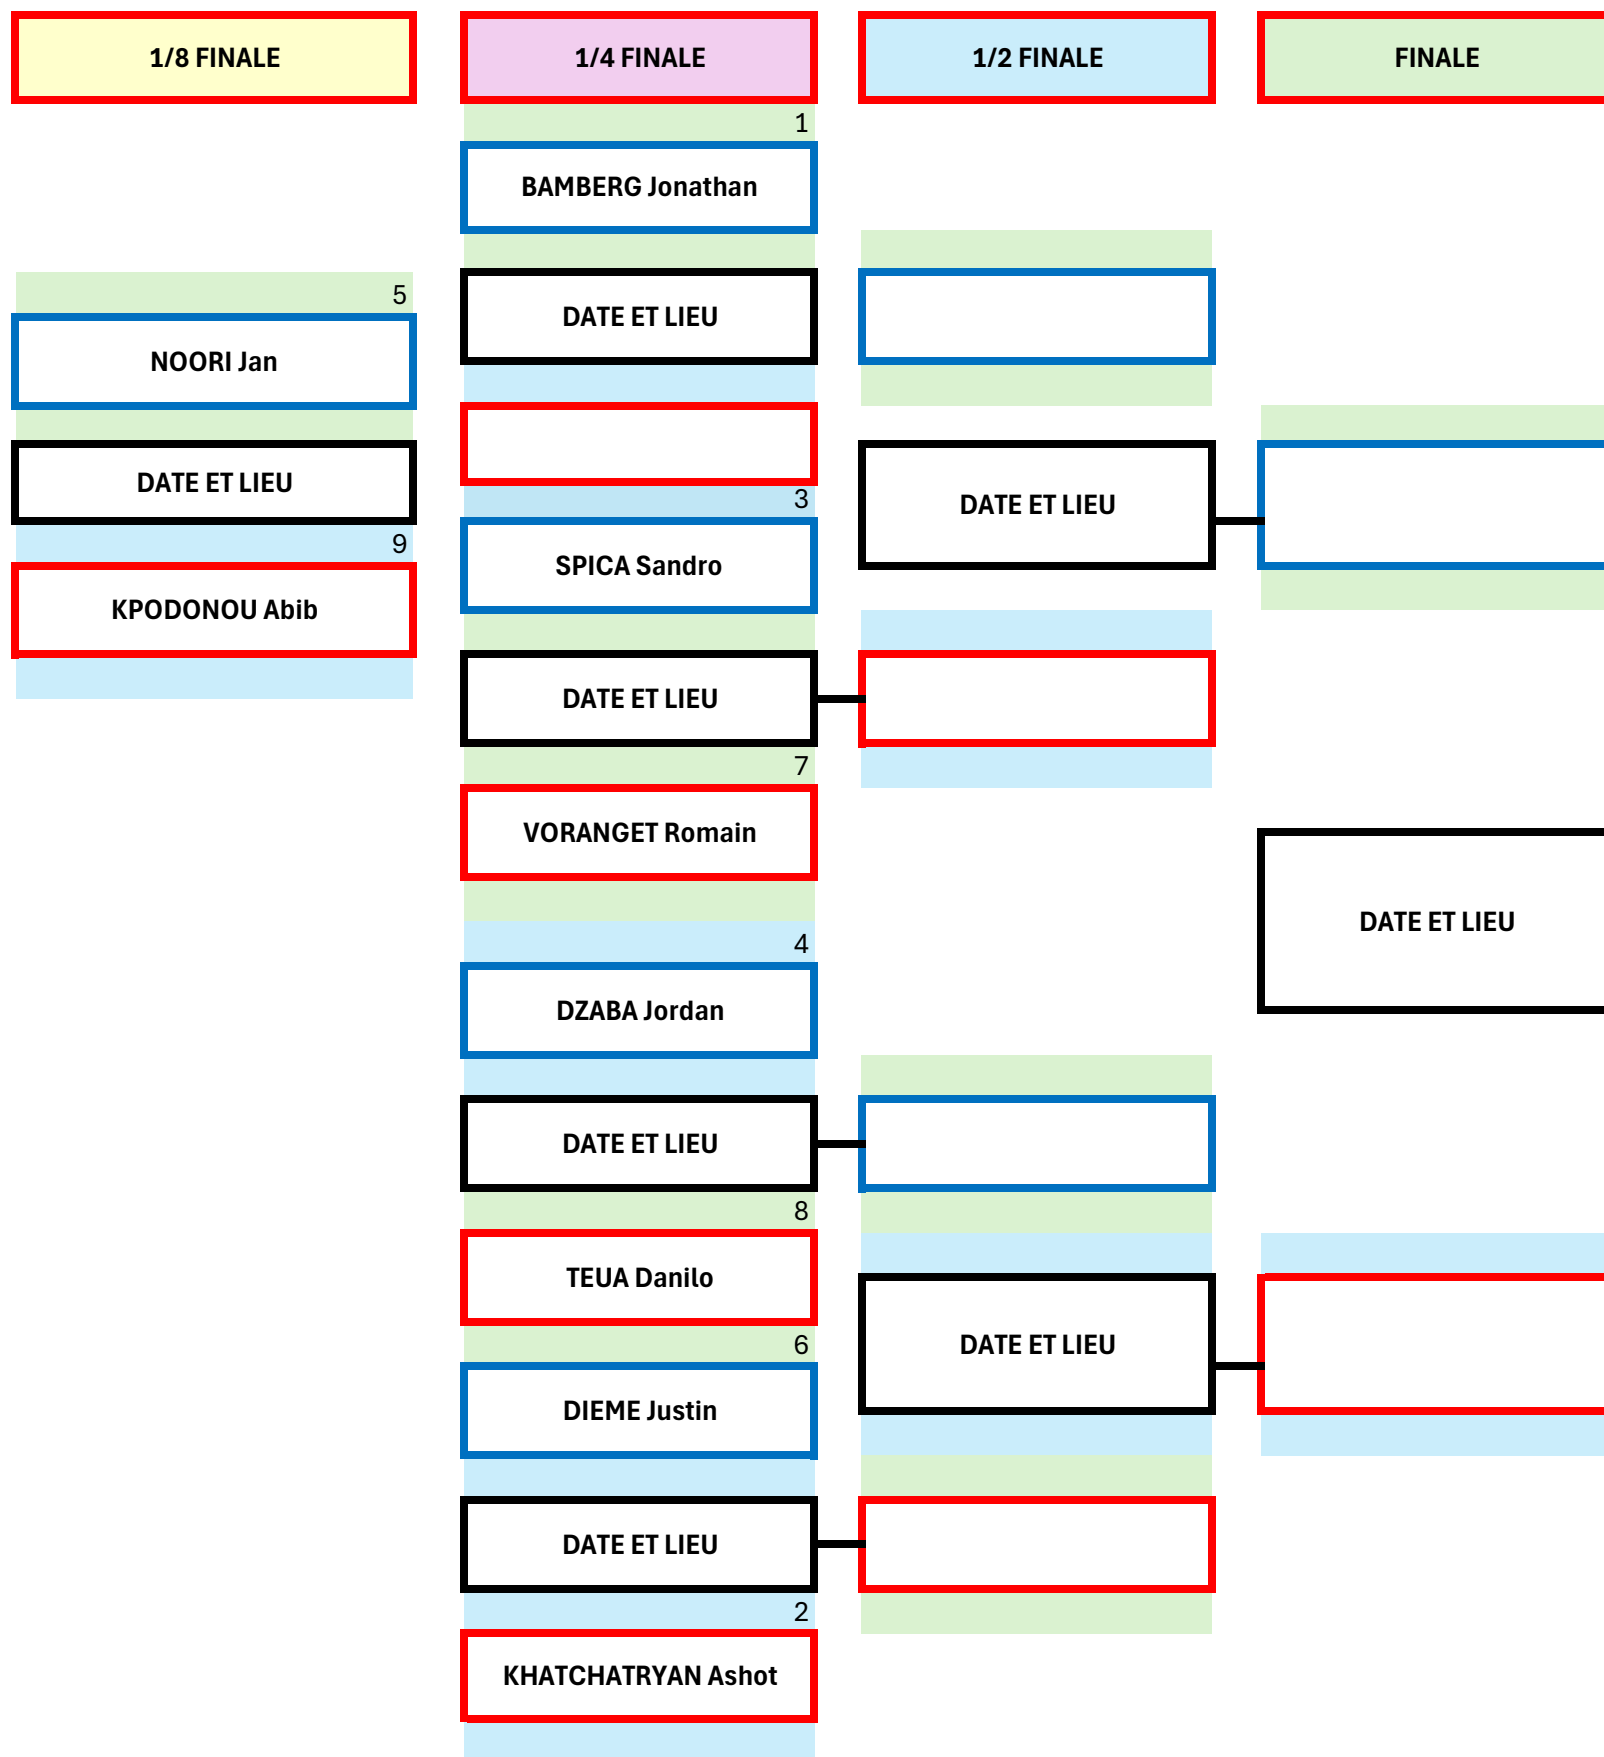 1/8 FINALE
1/4 FINALE
1/2 FINALE
FINALE
5
NOORI Jan
DATE ET LIEU
9
KPODONOU Abib
1
BAMBERG Jonathan
DATE ET LIEU
3
SPICA Sandro
DATE ET LIEU
7
VORANGET Romain
4
DZABA Jordan
DATE ET LIEU
8
TEUA Danilo
6
DIEME Justin
DATE ET LIEU
2
KHATCHATRYAN Ashot
DATE ET LIEU
DATE ET LIEU
DATE ET LIEU